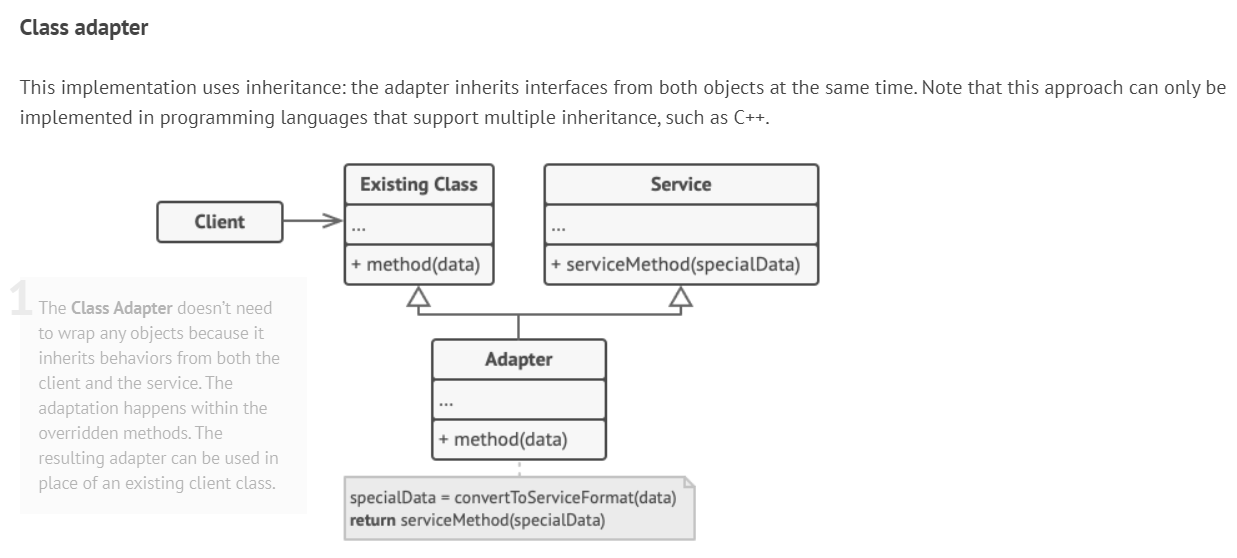 Class adapter
This implementation uses inheritance: the adapter inherits interfaces from both objects at the same time. Note that this approach can only be
implemented in programming languages that support multiple inheritance, such as C++.
Existing Class
...
+ method(data)
Service
...
+ serviceMethod(specialData)
Client
1
The Class Adapter doesn't need
to wrap any objects because it
inherits behaviors from both the
client and the service. The
adaptation happens within the
overridden methods. The
resulting adapter can be used in
place of an existing client class.
Adapter
...
+ method(data)
specialData = convertToServiceFormat(data)
return serviceMethod(specialData)